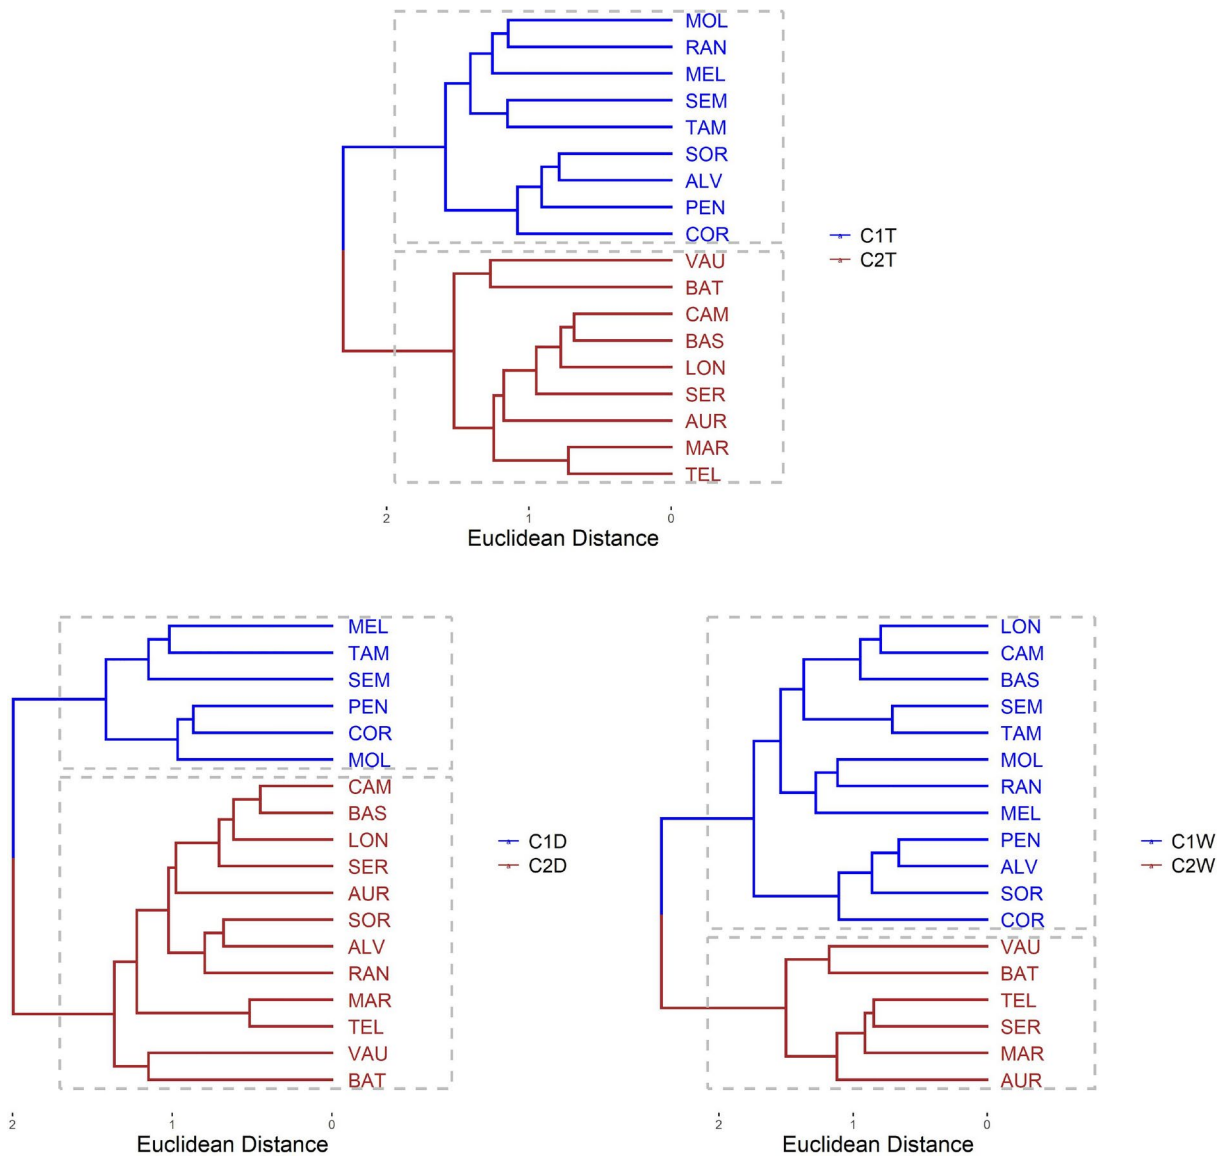 MOL
RAN
MEL
SEM
TAM
SOR
ALV
PEN
COR
VAU
BAT
CAM
BAS
LON
SER
AUR
MAR
TEL
C1T
C2T
2 1 0
Euclidean Distance
MEL
TAM
SEM
PEN
COR
MOL
CAM
BAS
LON
SER
AUR
SOR
ALV
RAN
MAR
TEL
VAU
BAT
C1D
C2D
2 1 0
Euclidean Distance
LON
CAM
BAS
SEM
TAM
MOL
RAN
MEL
PEN
ALV
SOR
COR
VAU
BAT
TEL
SER
MAR
AUR
C1W
C2W
2 1 0
Euclidean Distance